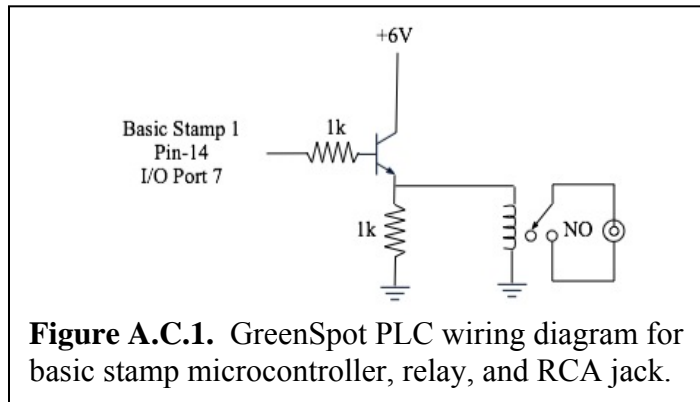 +6V
Basic Stamp 1
Pin-14
I/O Port 7
1k
1k
NO
Figure A.C.1. GreenSpot PLC wiring diagram for
basic stamp microcontroller, relay, and RCA jack.